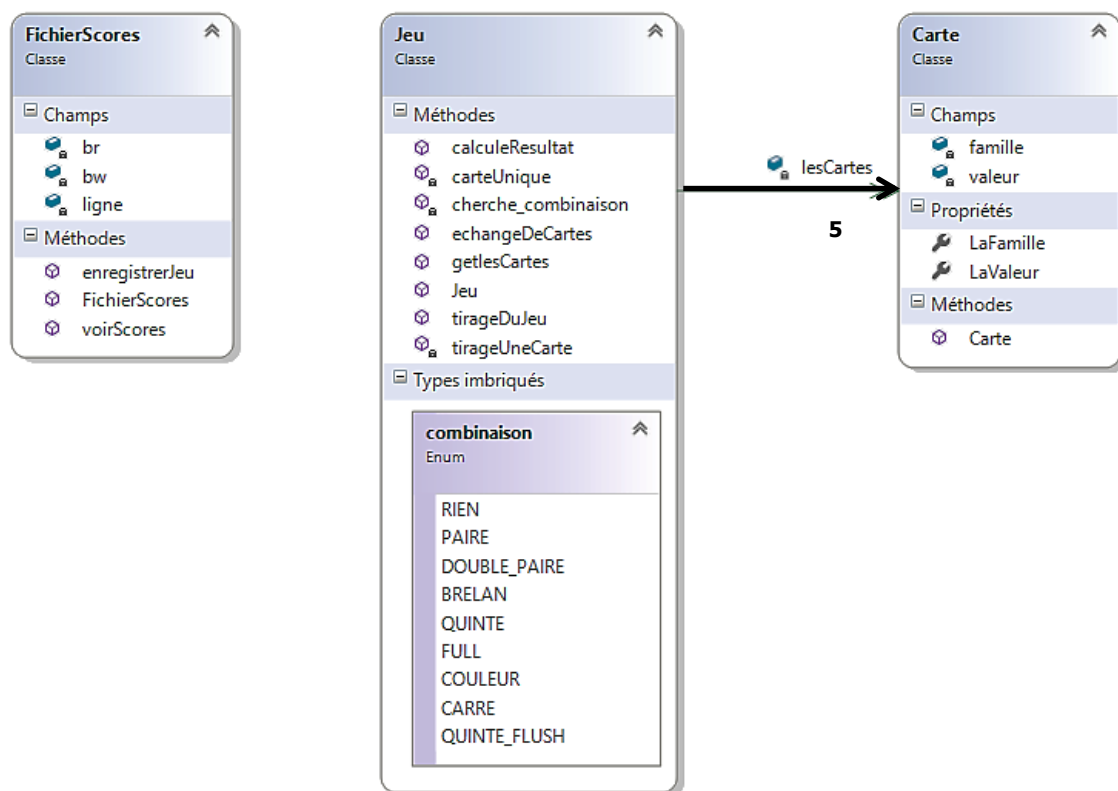 FichierScores
Classe
Champs
br
bw
ligne
Méthodes
enregistrerJeu
FichierScores
voirScores
Jeu
Classe
Méthodes
calculeResultat
carteUnique
cherche_combinaison
echangeDeCartes
getlesCartes
Jeu
tirageDuJeu
tirageUneCarte
Types imbriqués
combinaison
Enum
RIEN
PAIRE
DOUBLE_PAIRE
BRELAN
QUINTE
FULL
COULEUR
CARRE
QUINTE_FLUSH
lesCartes
5
Carte
Classe
Champs
famille
valeur
Propriétés
LaFamille
LaValeur
Méthodes
Carte